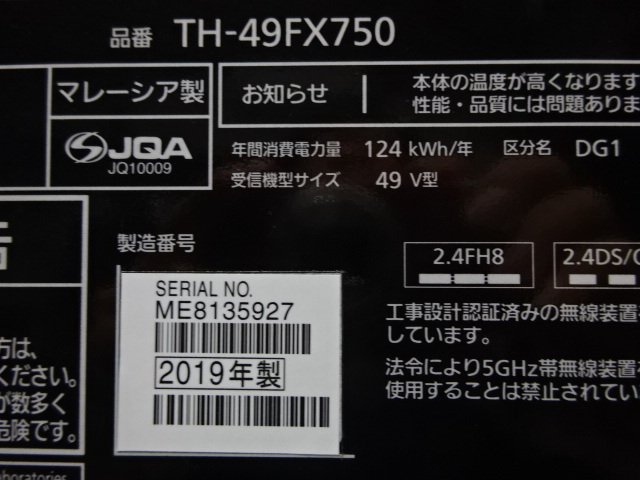 品番 TH-49FX750
マレーシア製
お知らせ
本体の温度が高くなります
性能・品質には問題ありま
JQA
JQ10009
年間消費電力量 124 kWh/年 区分名 DG1
受信機型サイズ 49 V型
製造番号
2.4FH8
2.4DS/
SERIAL NO.
ME8135927
2019年製
工事設計認証済みの無線装置
しています。
法令により5GHz帯無線装置
使用することは禁止されてい
方は、
ください。
が数多く
危険です。
aboratories